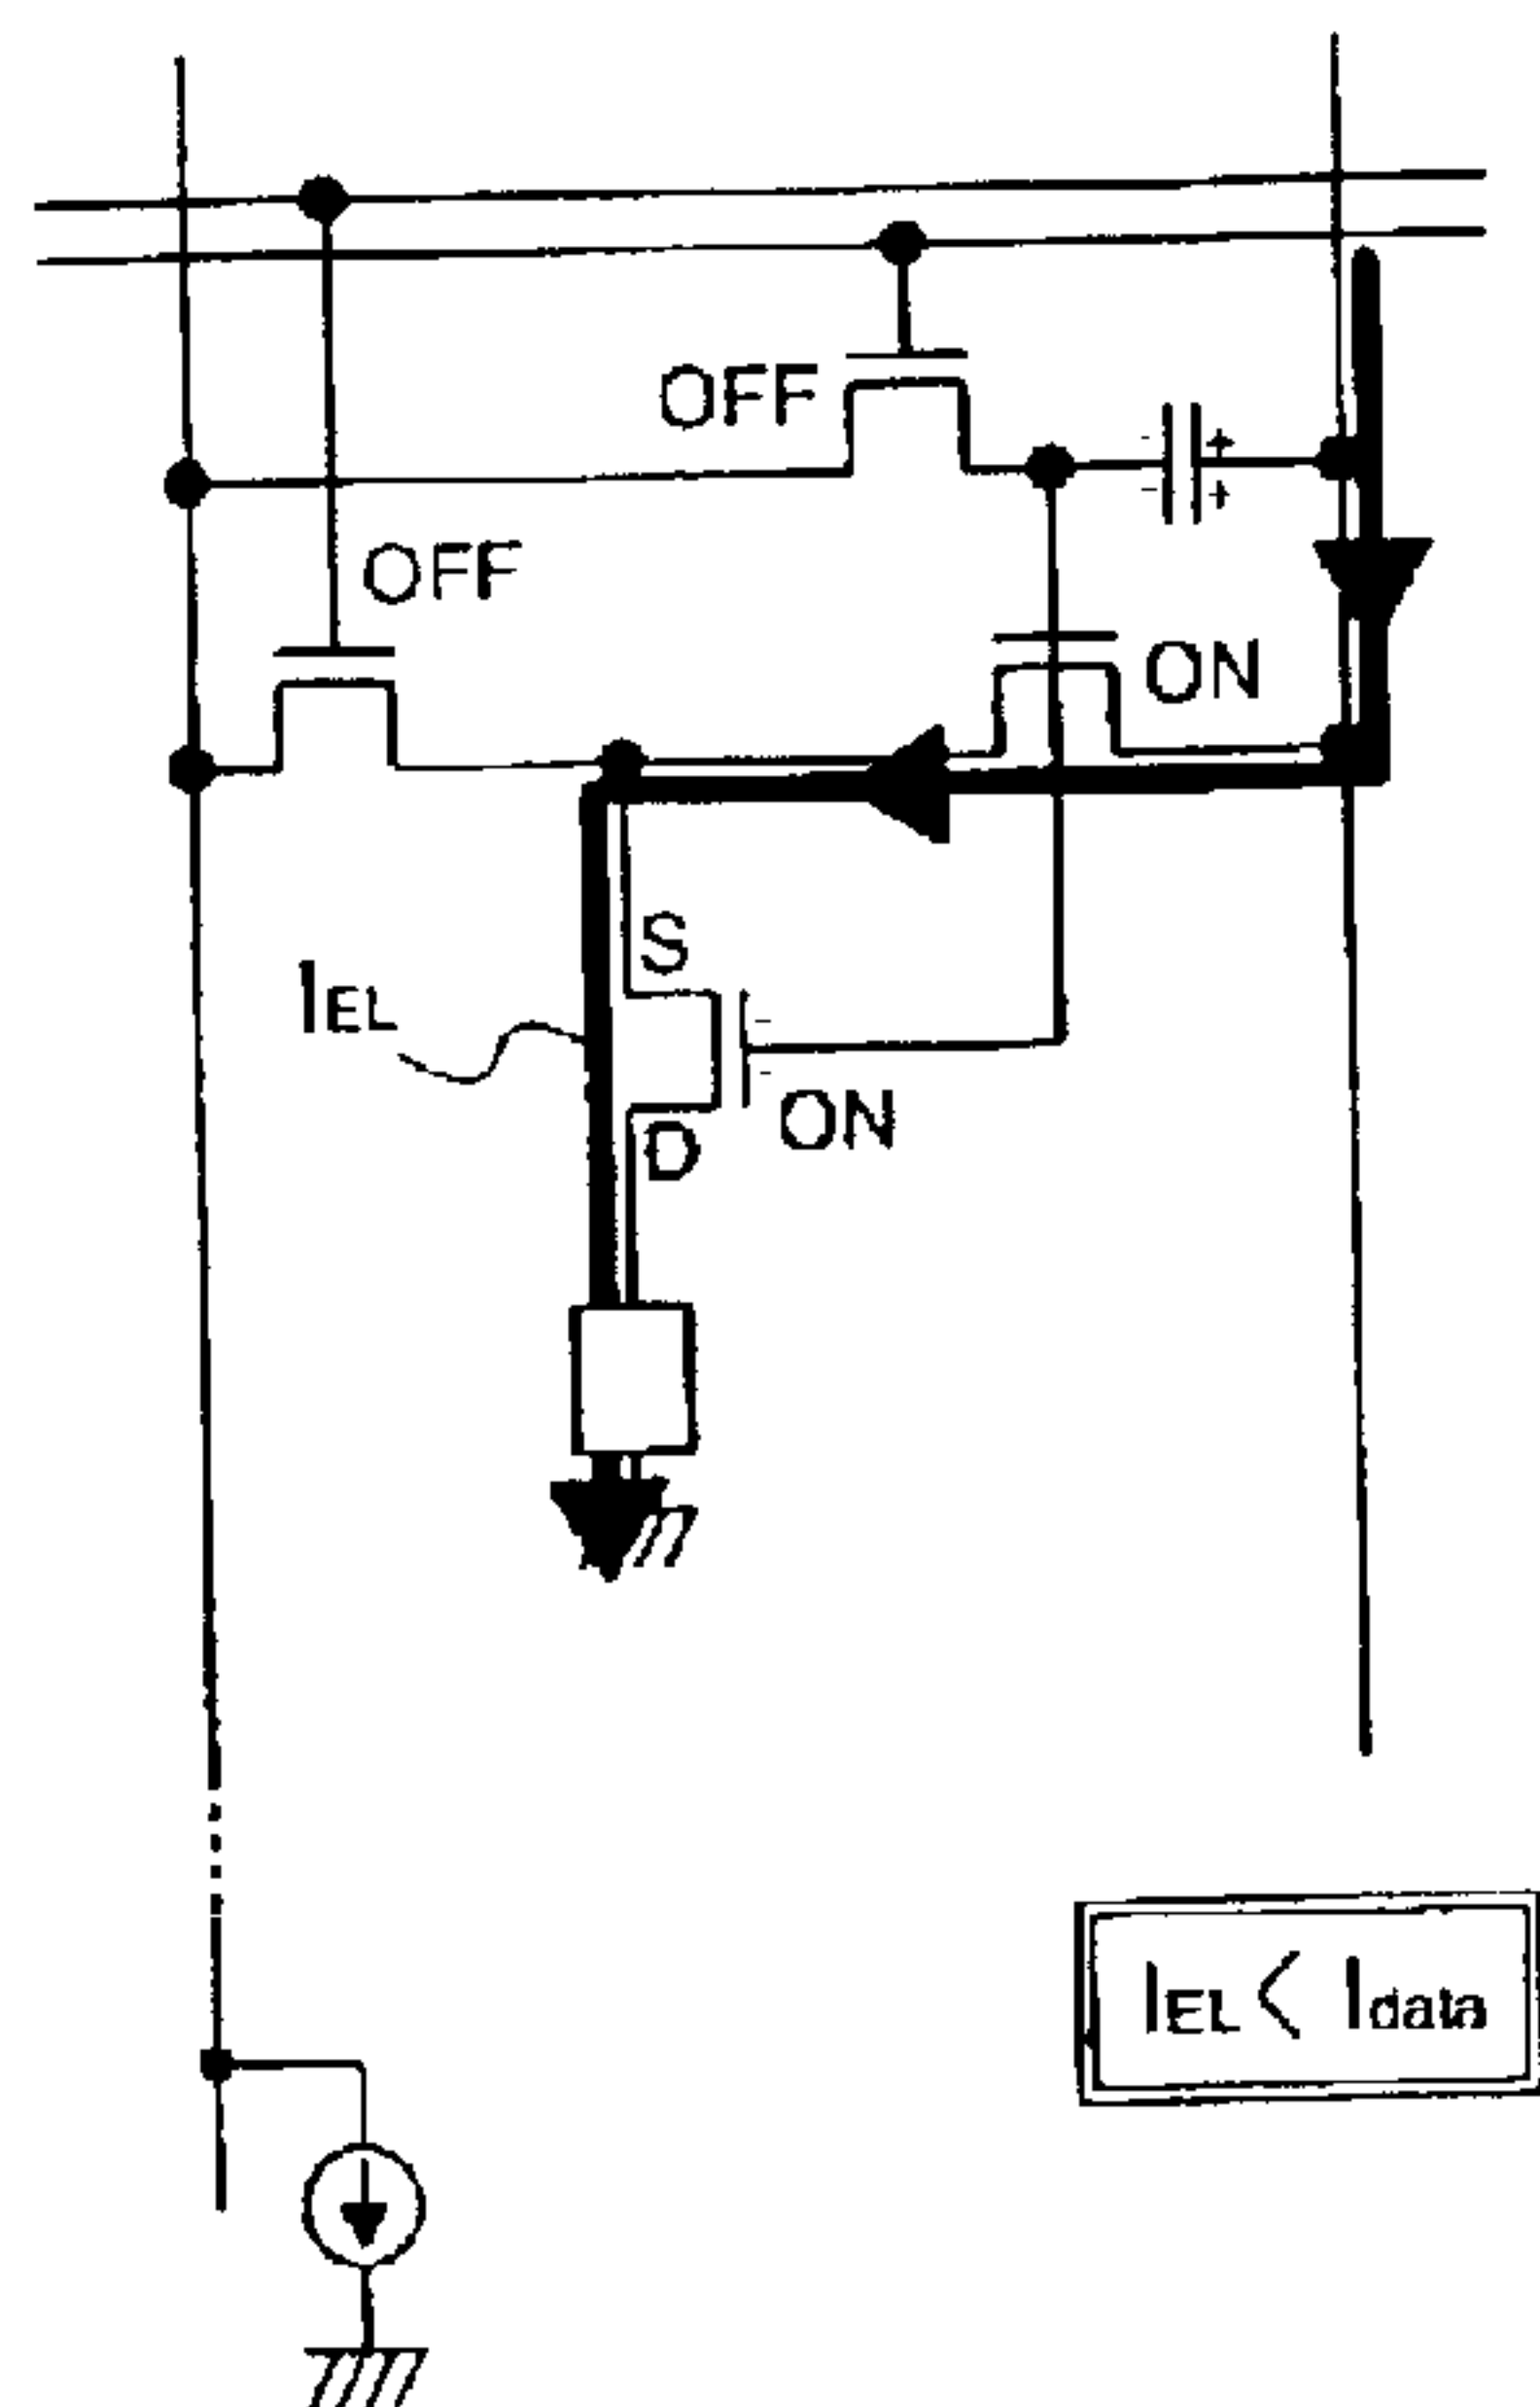 OFF
OFF
ON
S
IEL
ON
D
IEL < Idata